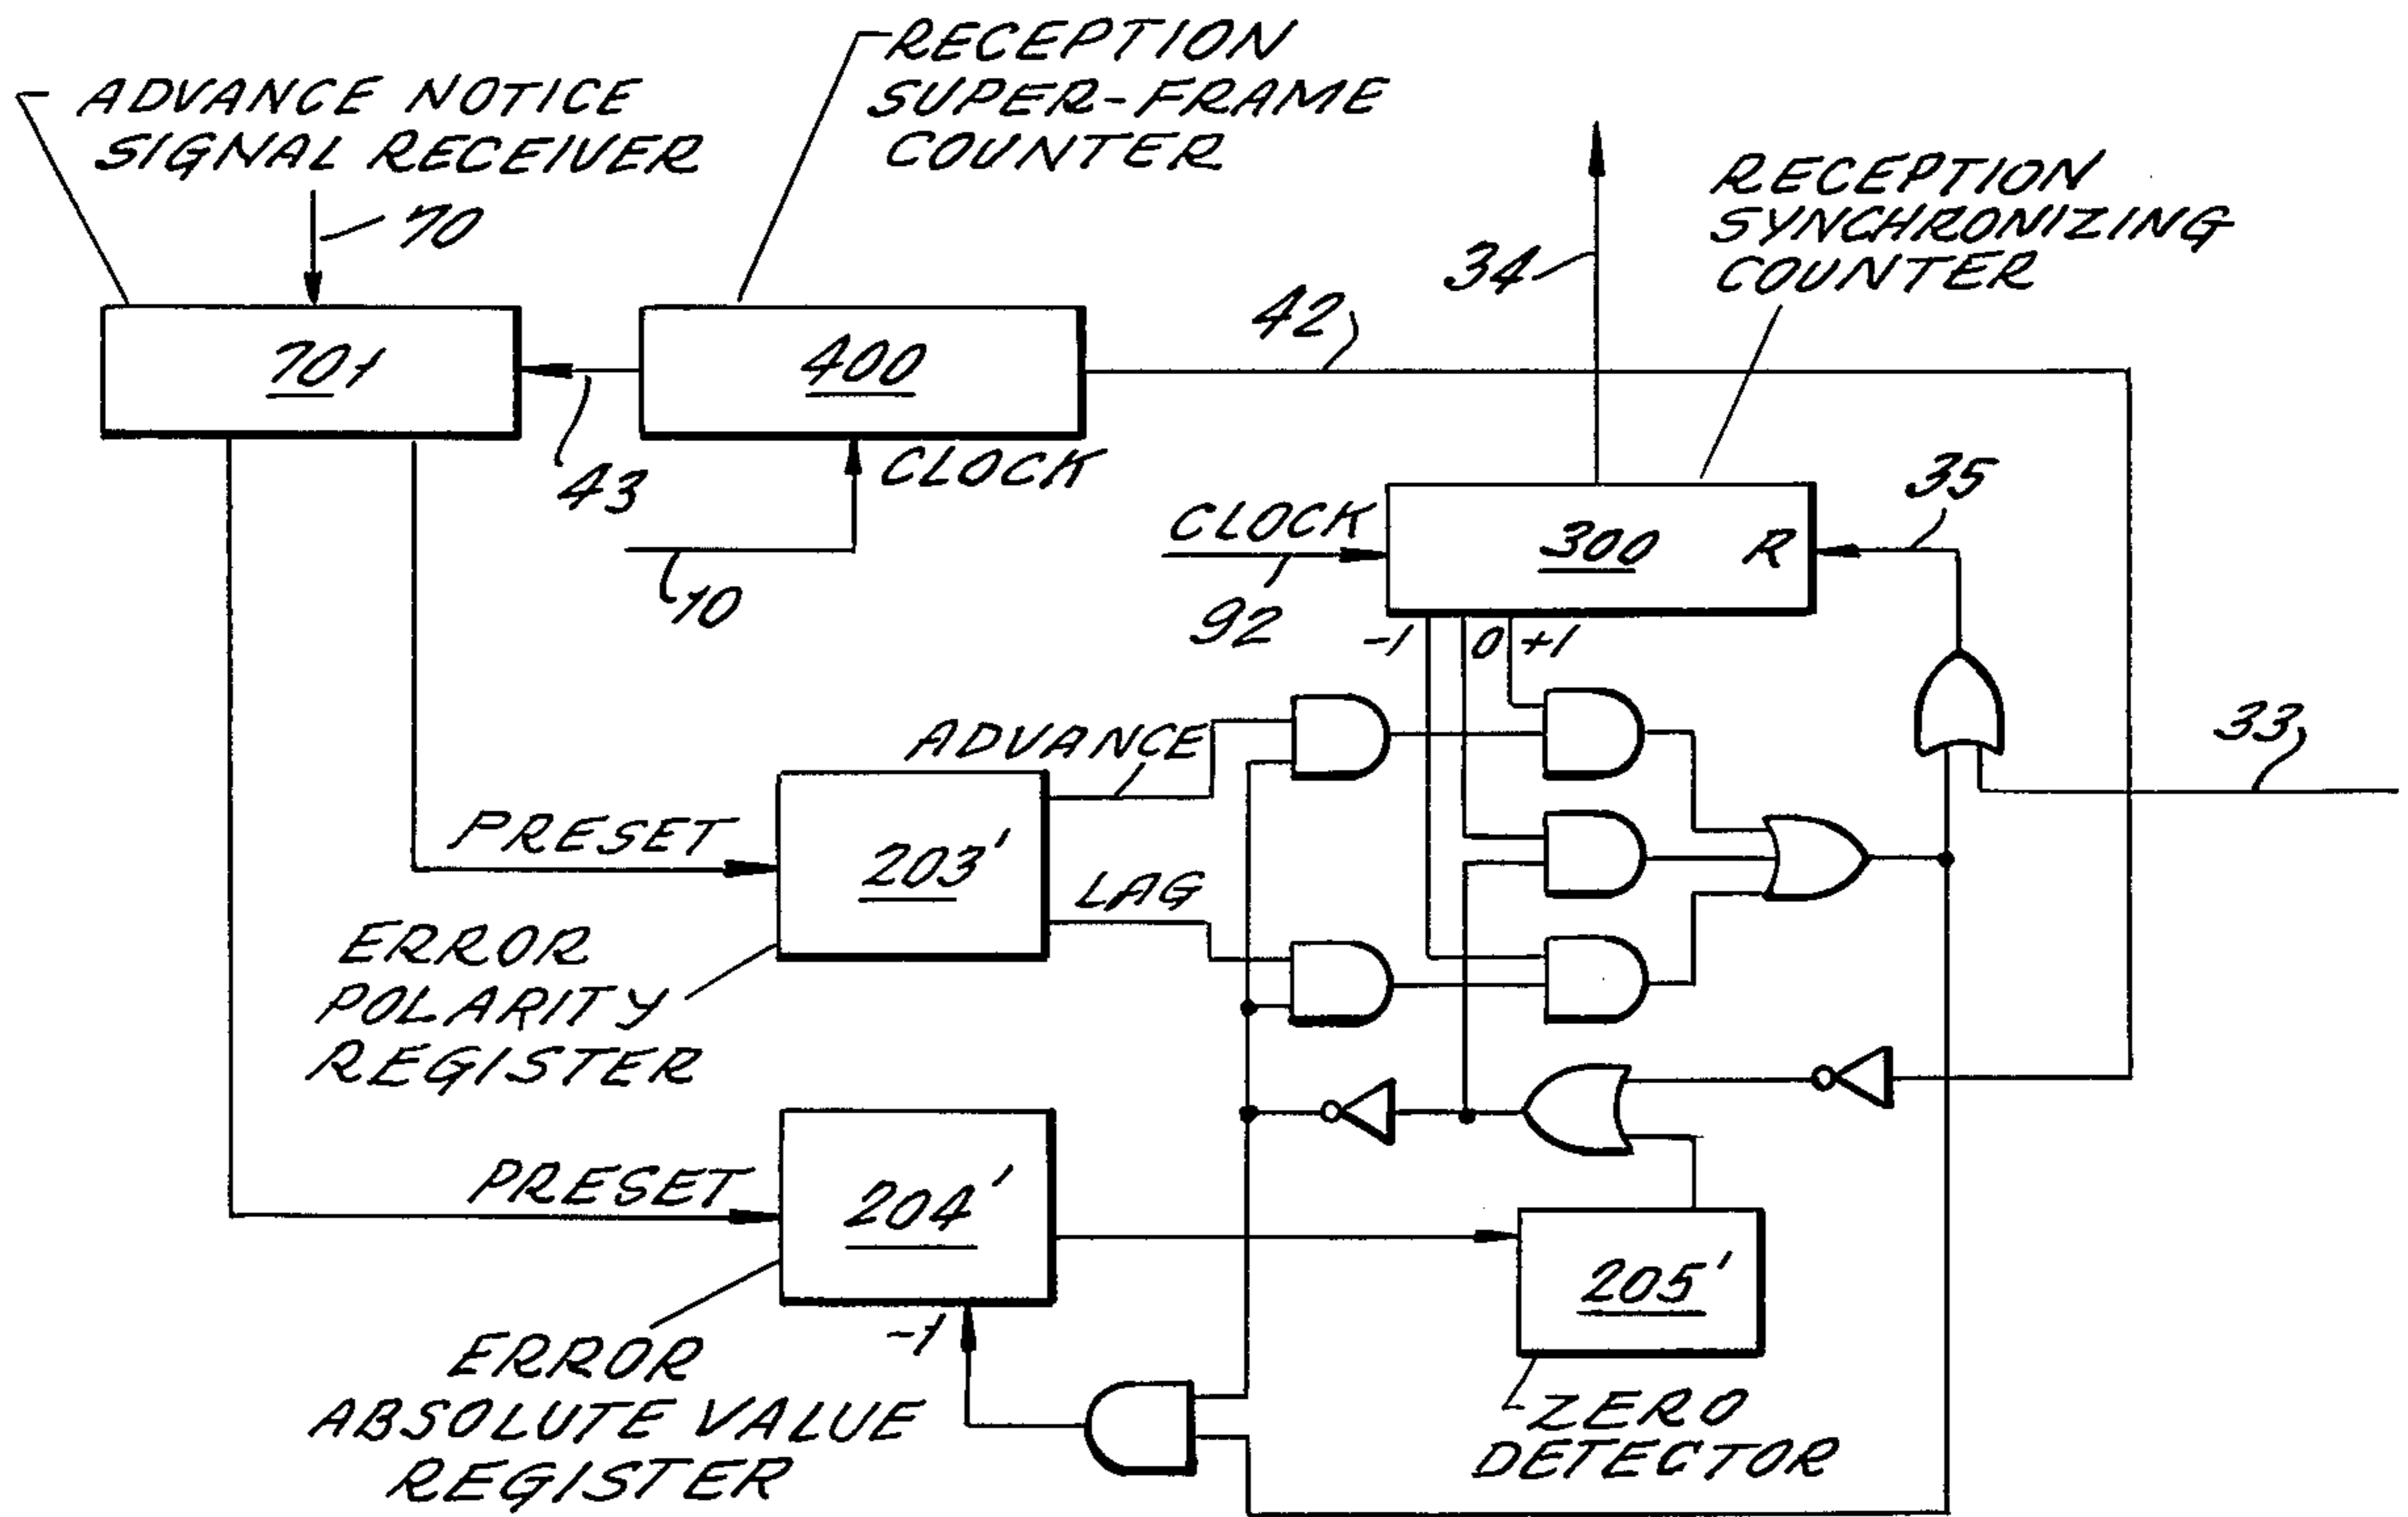 RECEPTION
SUPER-FRAME
COUNTER
ADVANCE NOTICE
SIGNAL RECEIVER
70
RECEPTION
SYNCHRONIZING
COUNTER
34
42
701
400
43
CLOCK
10
CLOCK
92
300
R
35
-1
0
+1
33
ADVANCE
PRESET
203'
LAG
ERROR
POLARITY
REGISTER
PRESET
204'
205'
-1
ERROR
ABSOLUTE VALUE
REGISTER
ZERO
DETECTOR